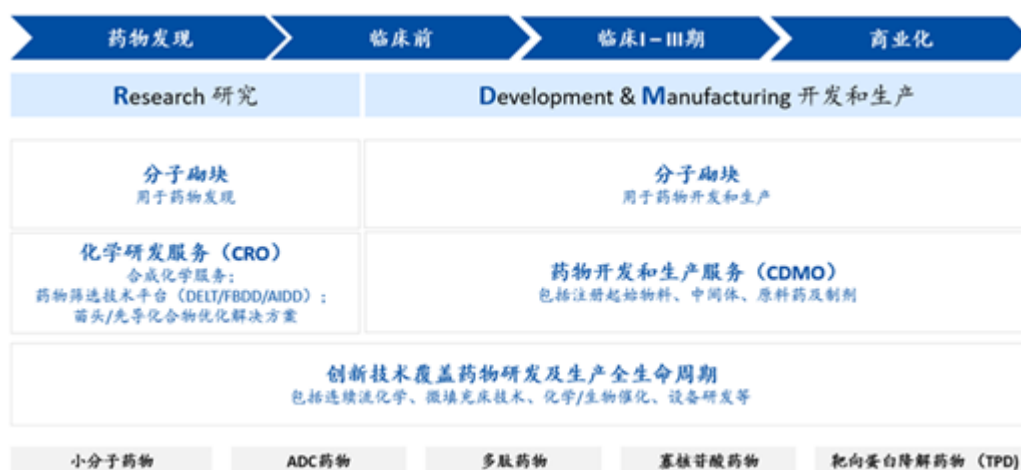 药物发现
临床前
临床I-III期
商业化
Research 研究
Development & Manufacturing 开发和生产
分子砌块
用于药物发现
分子砌块
用于药物开发和生产
化学研发服务（CRO）
合成化学服务；
药物筛选技术平台（DELT/FBDD/AIDD）；
苗头/先导化合物优化解决方案
药物开发和生产服务（CDMO）
包括注册起始物料、中间体、原料药及制剂
创新技术覆盖药物研发及生产全生命周期
包括连续流化学、微填充床技术、化学/生物催化、设备研发等
小分子药物
ADC药物
多肽药物
寡核苷酸药物
靶向蛋白降解药物（TPD)